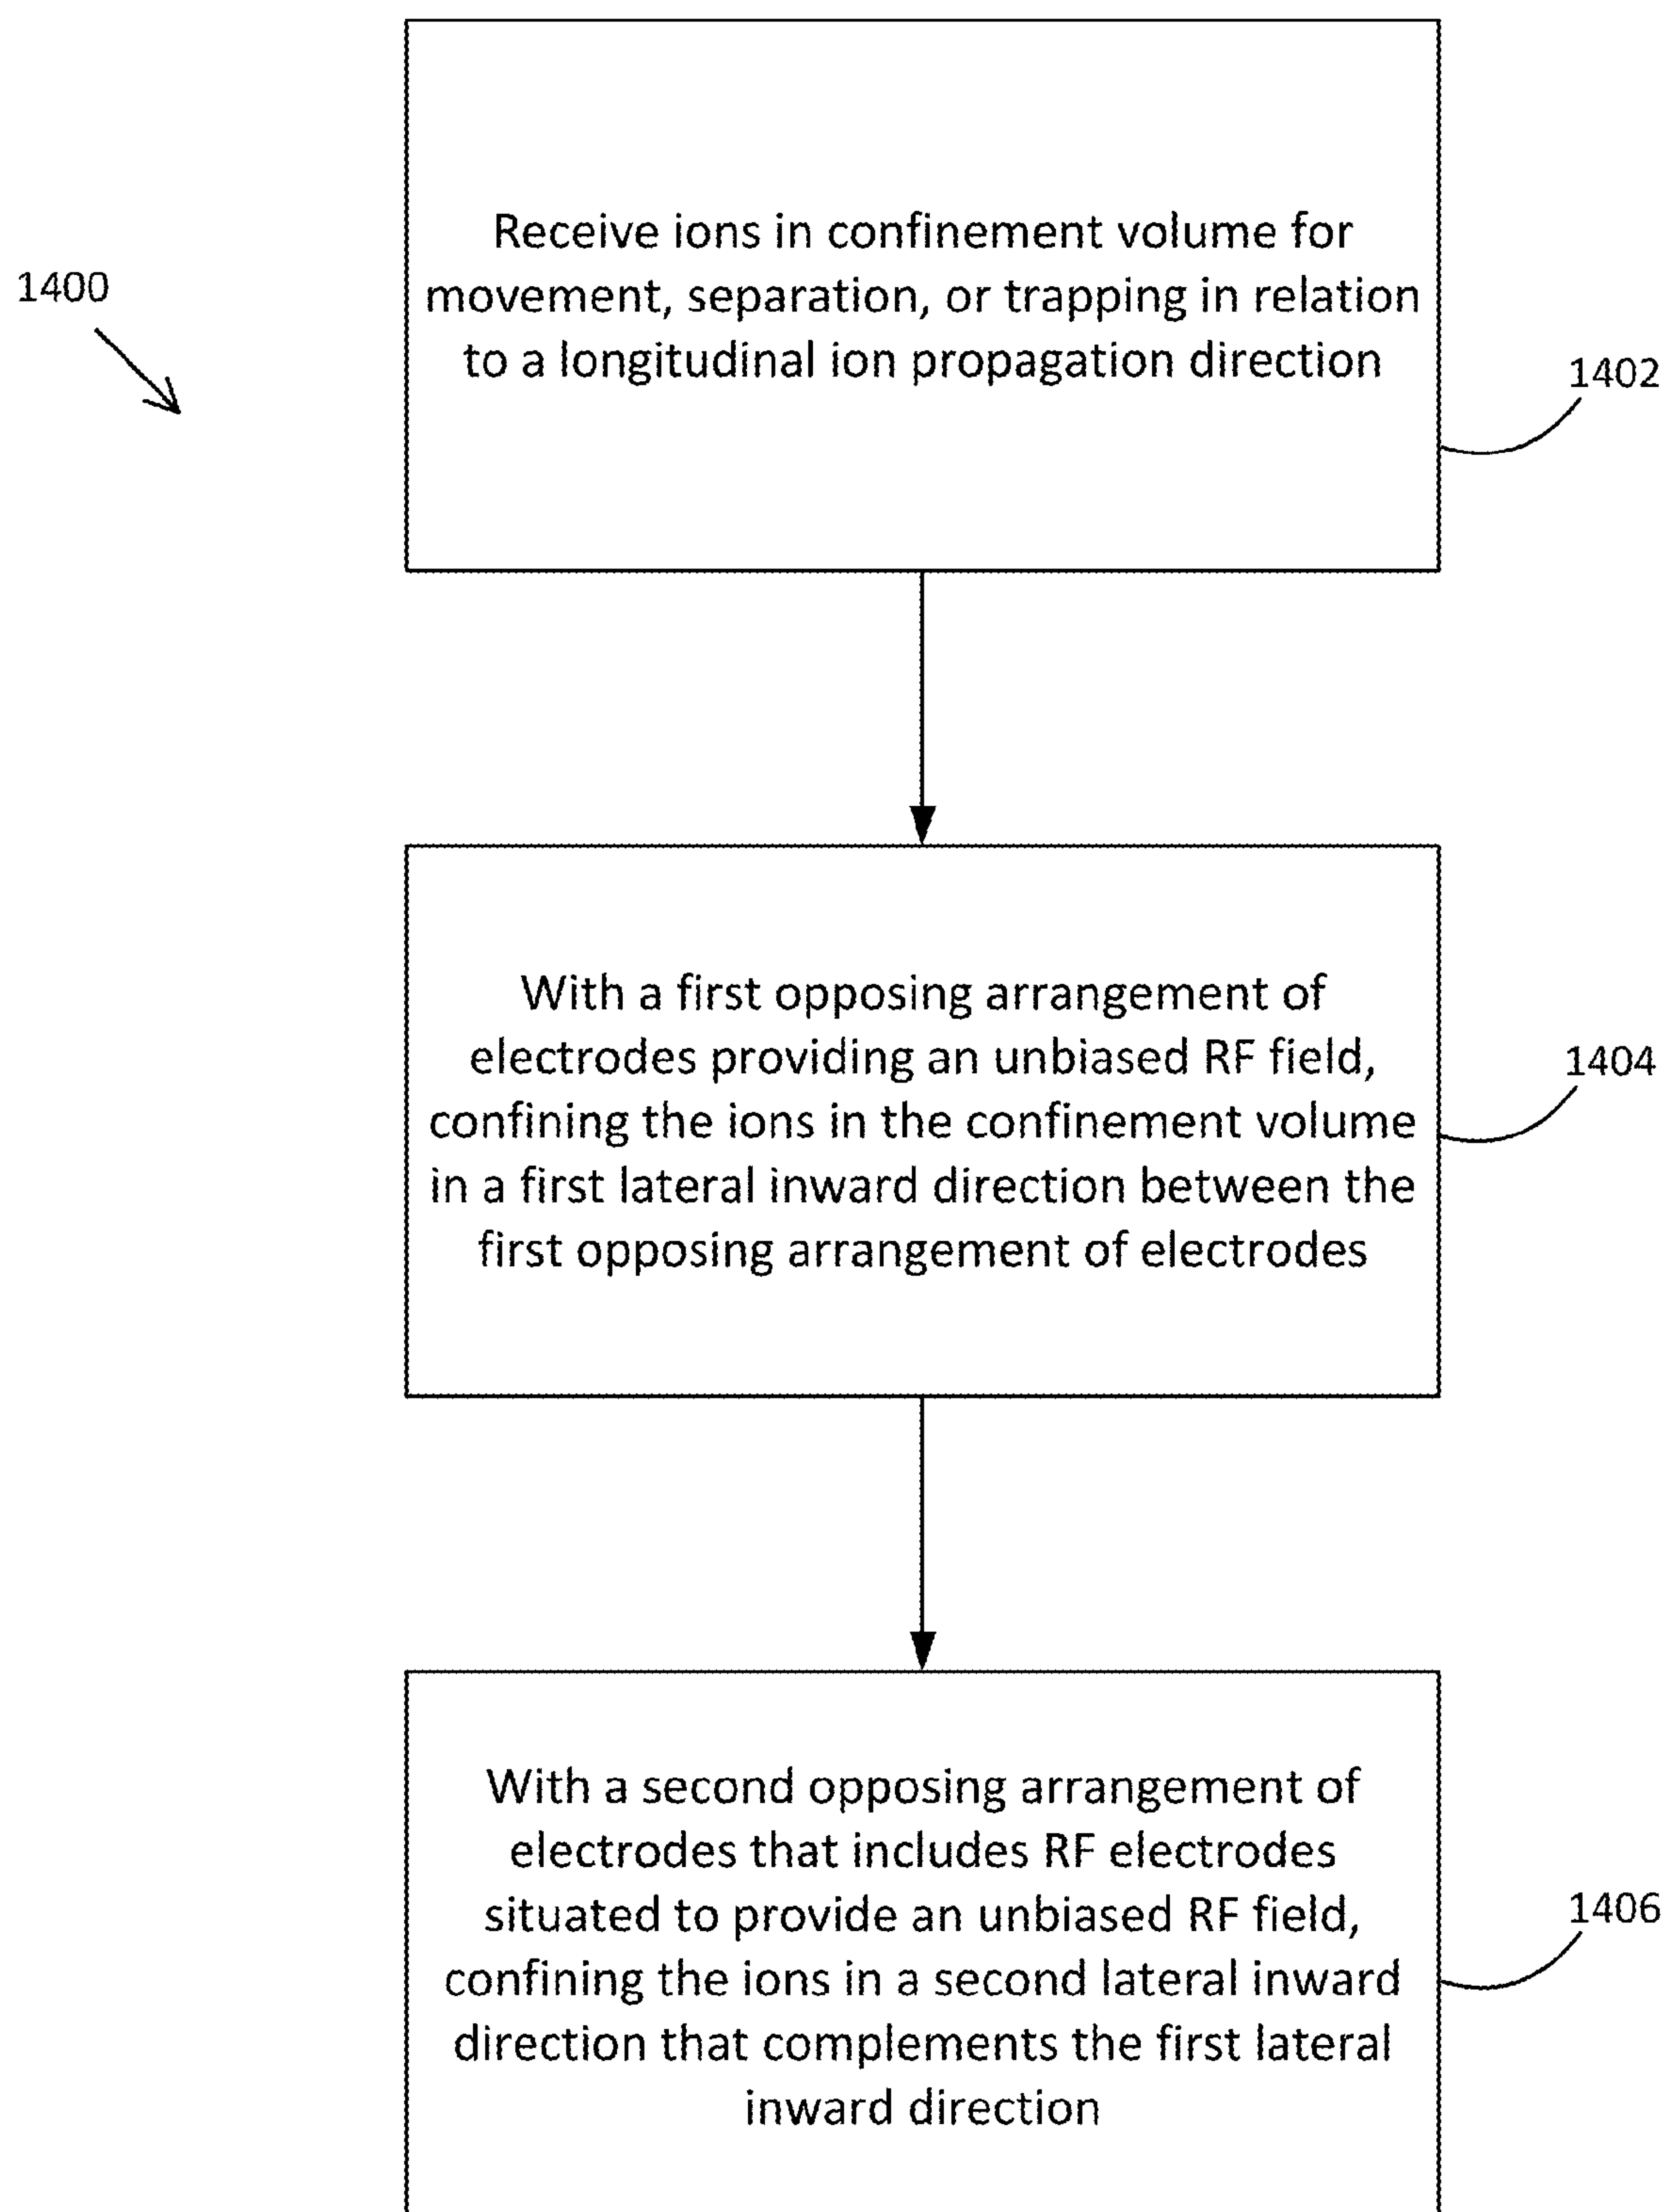 Receive ions in confinement volume for
movement, separation, or trapping in relation
to a longitudinal ion propagation direction
1400
1402
With a first opposing arrangement of
electrodes providing an unbiased RF field,
confining the ions in the confinement volume
in a first lateral inward direction between the
first opposing arrangement of electrodes
1404
With a second opposing arrangement of
electrodes that includes RF electrodes
situated to provide an unbiased RF field,
confining the ions in a second lateral inward
direction that complements the first lateral
inward direction
1406